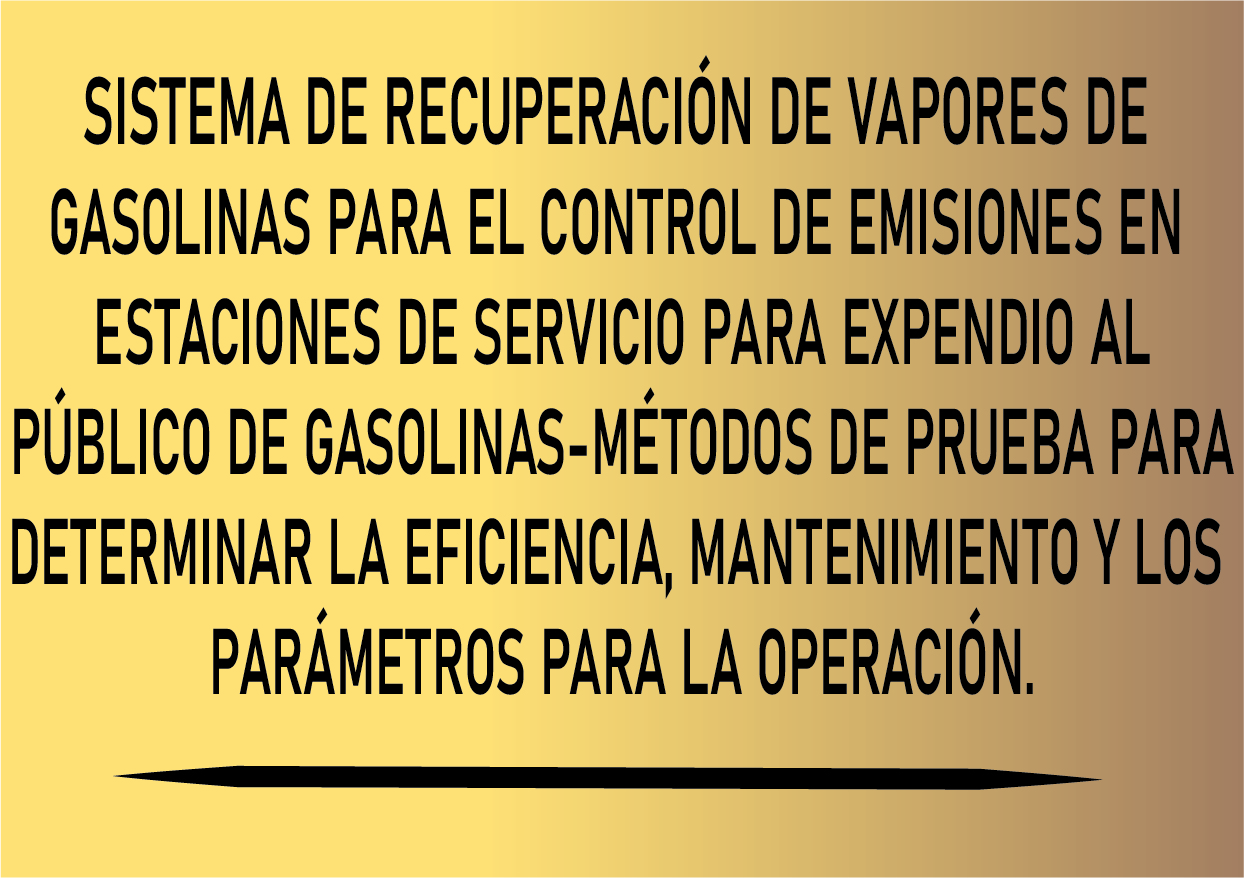 SISTEMA DE RECUPERACIÓN DE VAPORES DE
GASOLINAS PARA EL CONTROL DE EMISIONES EN
ESTACIONES DE SERVICIO PARA EXPENDIO AL
PÚBLICO DE GASOLINAS-MÉTODOS DE PRUEBA PARA
DETERMINAR LA EFICIENCIA, MANTENIMIENTO Y LOS
PARÁMETROS PARA LA OPERACIÓN.